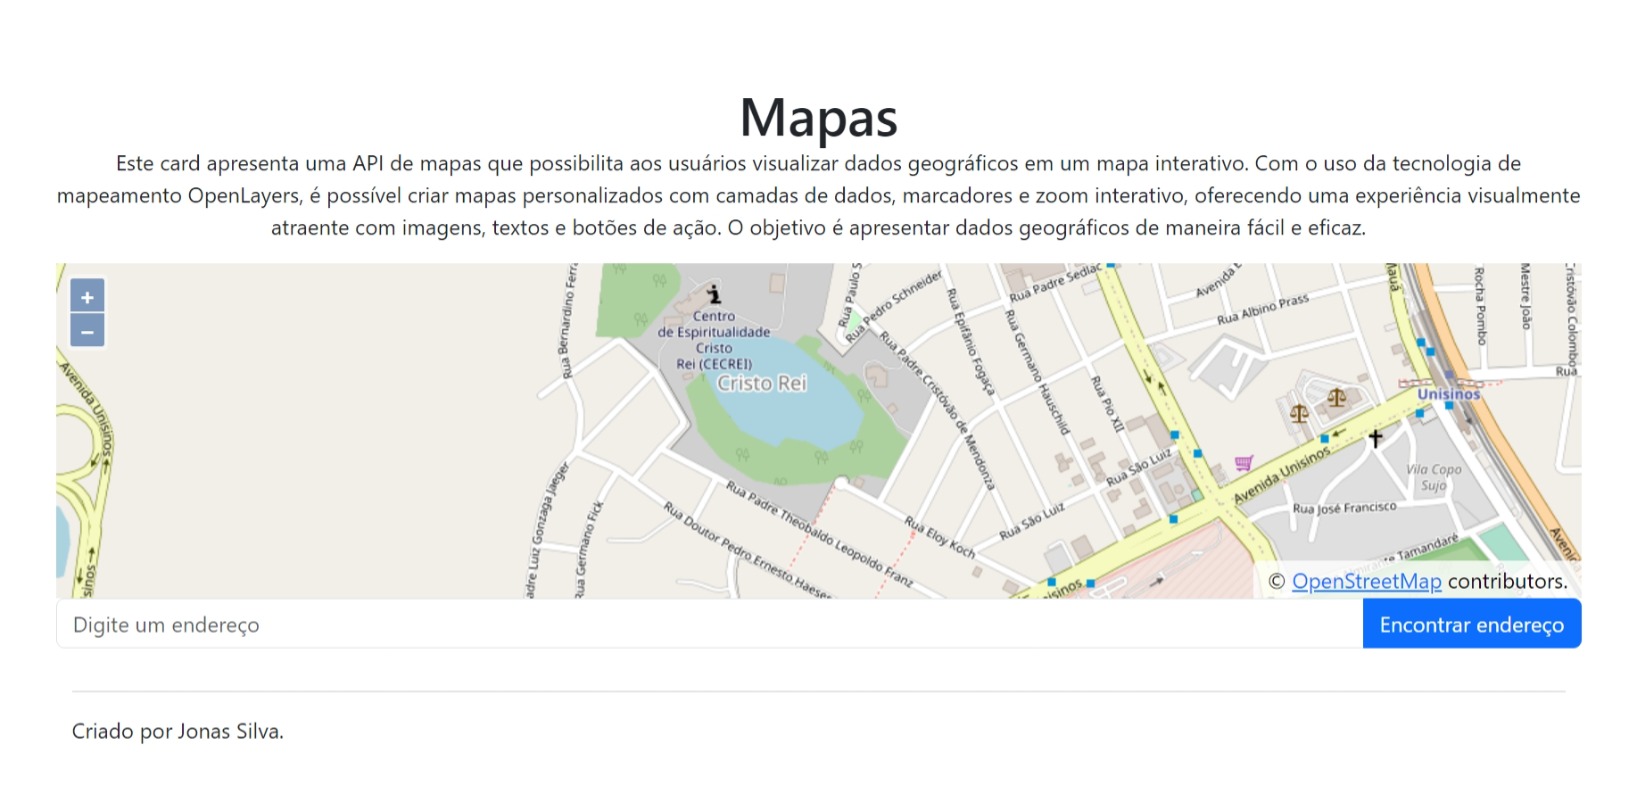 Mapas
Este card apresenta uma API de mapas que possibilita aos usuários visualizar dados geográficos em um mapa interativo. Com o uso da tecnologia de
mapeamento OpenLayers, é possível criar mapas personalizados com camadas de dados, marcadores e zoom interativo, oferecendo uma experiência visualmente
atraente com imagens, textos e botões de ação. O objetivo é apresentar dados geográficos de maneira fácil e eficaz.
+
–
Avenida Unisinos
sinos
Rua Bernardino Ferr
Centro
de Espiritualidade
Cristo
Rei (CECREI)
Cristo Rei
Rua Paulo S
Rua Pedro Schneider
Rua Padre Cristóvão de Mendonza
Rua Epifânio Fogaça
Rua Germano Hauschild
Rua Padre Sedlac
Rua Pio XII
Avenida
Rua Albino Prass
Mauá
Rocha Pombo
Mestre João
ristóvão Colombo
Rua
Unisinos
Avenida Unisinos
Vila Copo
Sujo
Rua José Francisco
Tamandaré
Aveni
Rua São Luiz
Rua São Luiz
Rua Eloy Koch
Rua Padre Theobaldo Leopoldo Franz
Rua Doutor Pedro Ernesto Haeser
adre Luiz Gonzaga Jaeger
Rua Germano Fick
isinos
© OpenStreetMap contributors.
Digite um endereço
Encontrar endereço
Criado por Jonas Silva.